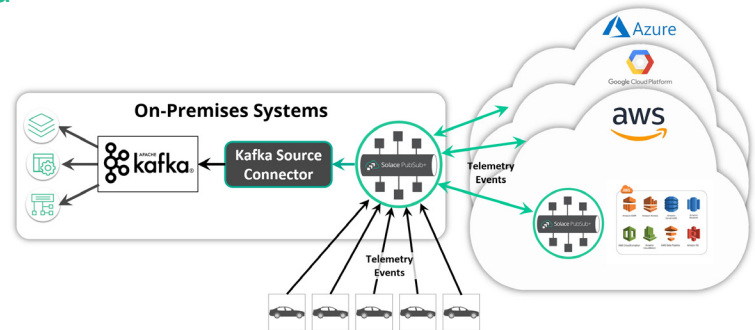 Azure
Google Cloud Platform
aws
On-Premises Systems
APACHE
kafka®
Kafka Source
Connector
Solace PubSub+
Telemetry
Events
Solace PubSub+
Telemetry
Events